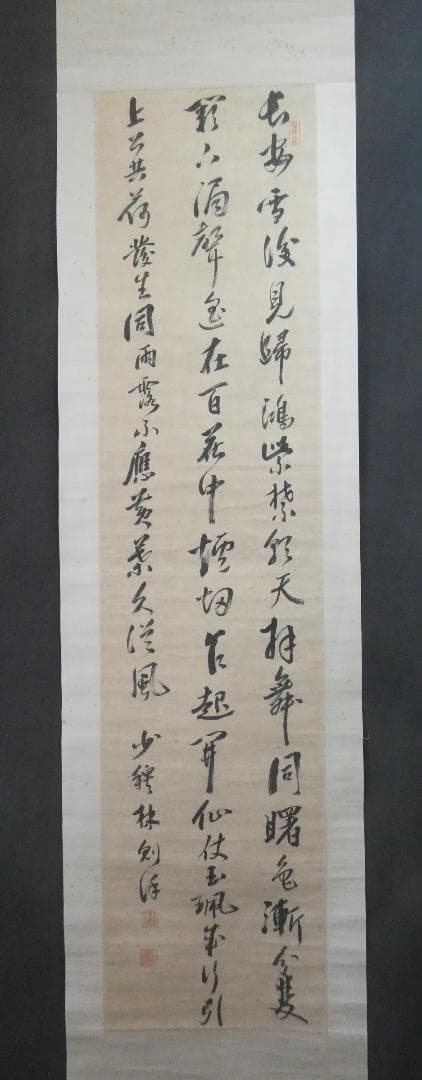 長安雪後見歸鴻紫禁朝天拜舞同曙色漸分雙
闕下漏聲遙在百花中爐烟乍起開仙仗玉珮成行引
上公共荷發生同雨露不應黃葉久從風 少穆林則徐